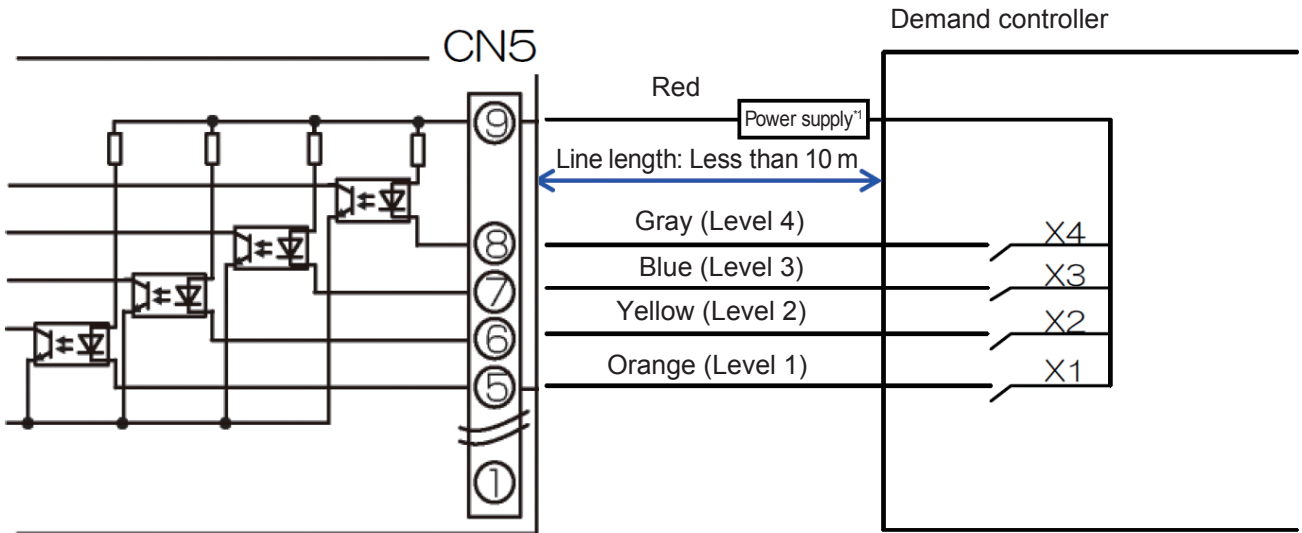 Demand controller
CN5
Red
⑨
Power supply*1
Line length: Less than 10 m
Gray (Level 4)
⑧
X4
Blue (Level 3)
⑦
X3
Yellow (Level 2)
⑥
X2
Orange (Level 1)
⑤
X1
①